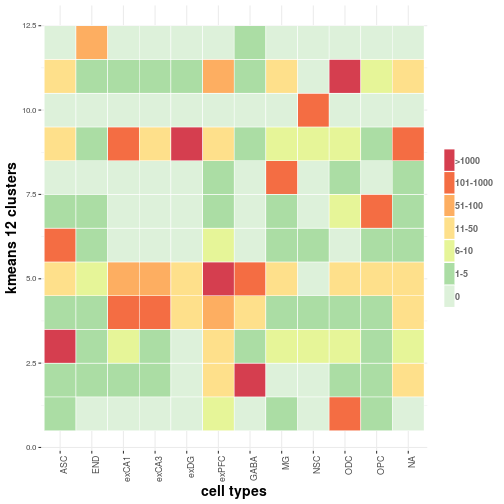 12.5
10.0
7.5
5.0
2.5
0.0
kmeans 12 clusters
ASC
END
exCA1
exCA3
exDG
exPFC
GABA
MG
NSC
ODC
OPC
NA
cell types
>1000
101-1000
51-100
11-50
6-10
1-5
0